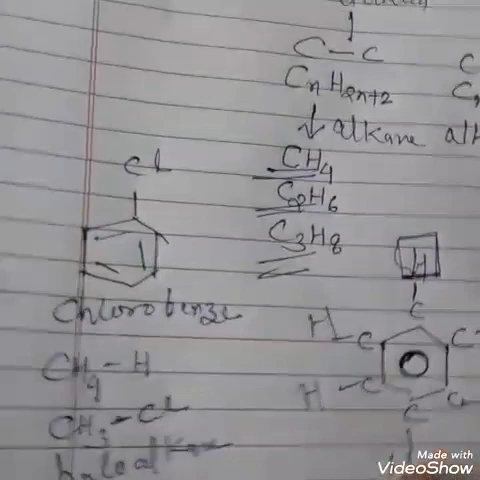 C - C
C
CnH2n+2
alkane
CH4
C2H6
C3H8
Cl
Chlorobenze
H
C
H C C
H C C
C
CH4 - H
CH3 - Cl
haloalkane
Made with
VideoShow